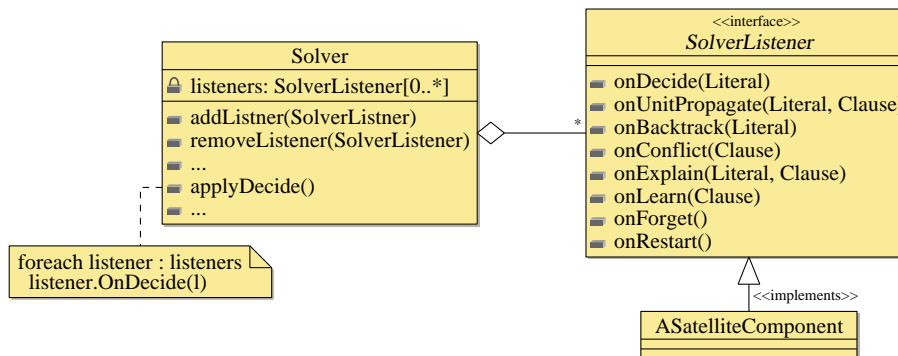 Solver
listeners: SolverListener[0..*]
addListner(SolverListner)
removeListener(SolverListener)
...
applyDecide()
...
foreach listener : listeners
listener.OnDecide(l)
*
<<interface>>
SolverListener
onDecide(Literal)
onUnitPropagate(Literal, Clause)
onBacktrack(Literal)
onConflict(Clause)
onExplain(Literal, Clause)
onLearn(Clause)
onForget()
onRestart()
<<implements>>
ASatelliteComponent